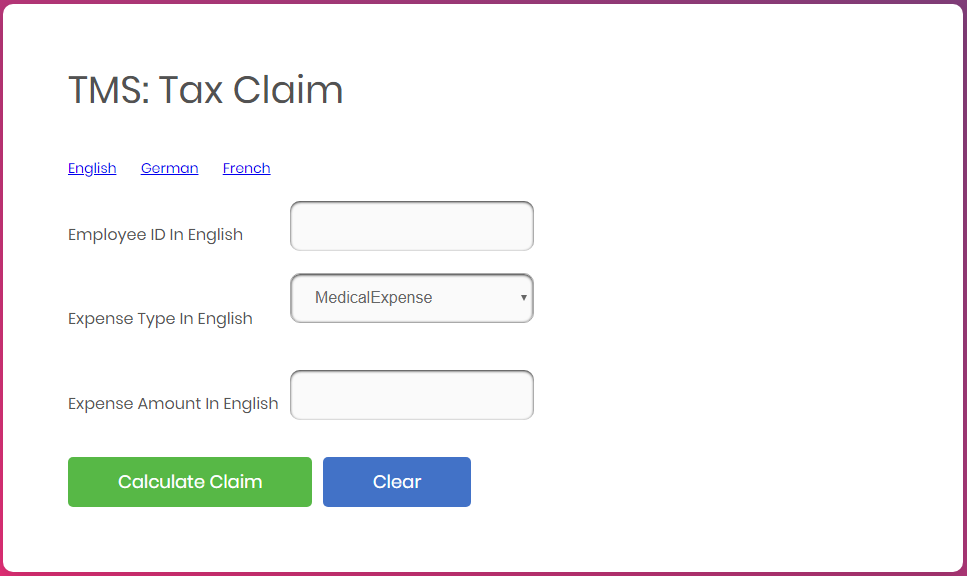 TMS: Tax Claim
English German French
Employee ID In English
MedicalExpense
Expense Type In English
Expense Amount In English
Calculate Claim Clear